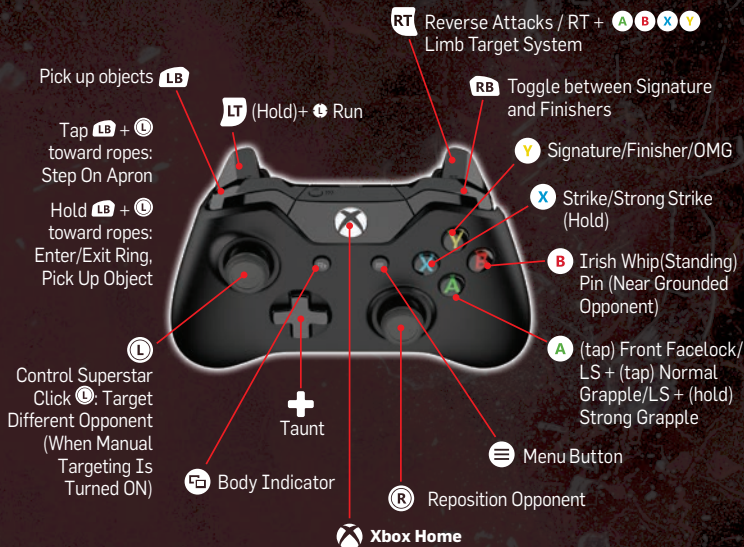 RT Reverse Attacks / RT + A B X Y
Limb Target System
Pick up objects LB
RB Toggle between Signature
and Finishers
LT (Hold)+ L Run
Tap LB + L
toward ropes:
Step On Apron
Y Signature/Finisher/OMG
X Strike/Strong Strike
(Hold)
Hold LB + L
toward ropes:
Enter/Exit Ring,
Pick Up Object
B Irish Whip(Standing)
Pin (Near Grounded
Opponent)
Y
X
B
A
L
Control Superstar
Click L: Target
Different Opponent
(When Manual
Targeting Is
Turned ON)
A (tap) Front Facelock/
LS + (tap) Normal
Grapple/LS + (hold)
Strong Grapple
Taunt
Menu Button
Body Indicator
R Reposition Opponent
Xbox Home